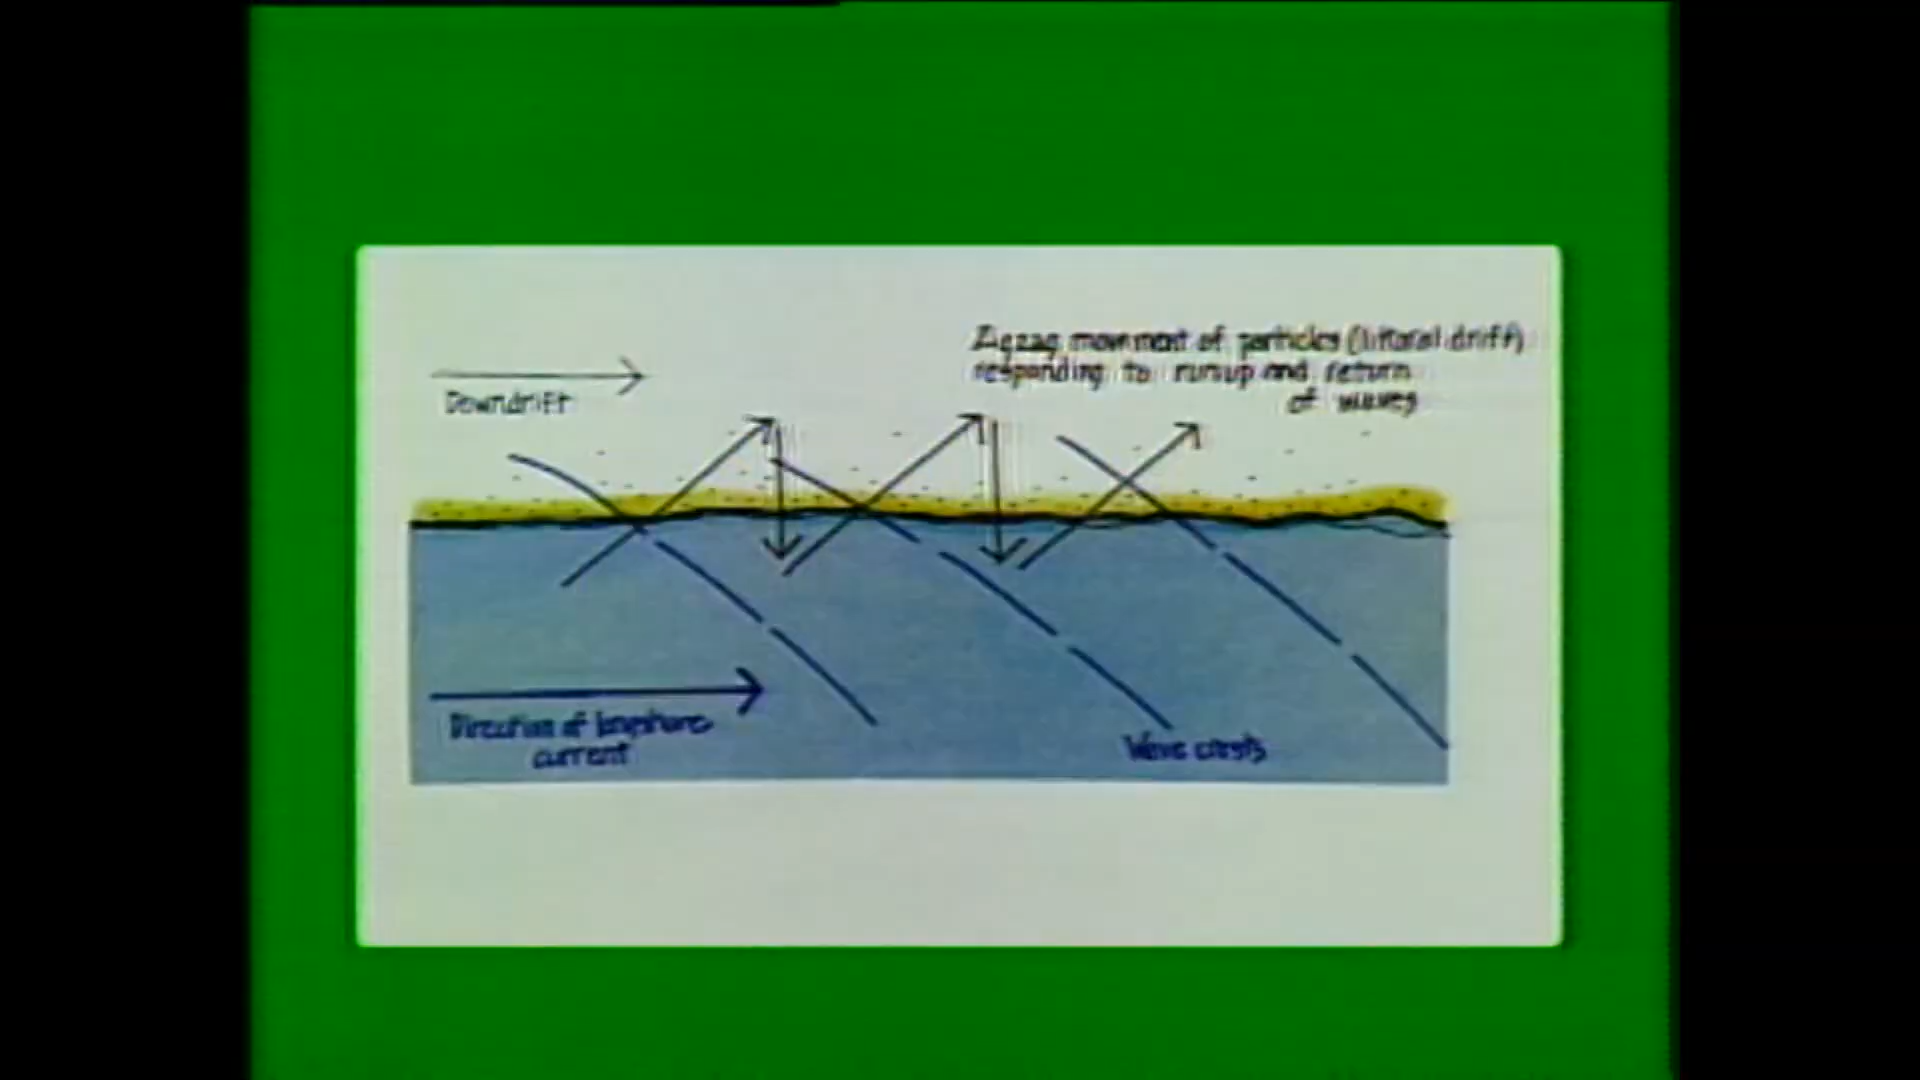 Zigzag movment of particles (littoral drift)
responding to runup and return
of waves
Downdrift
Direction of longshore
current
Wave crests